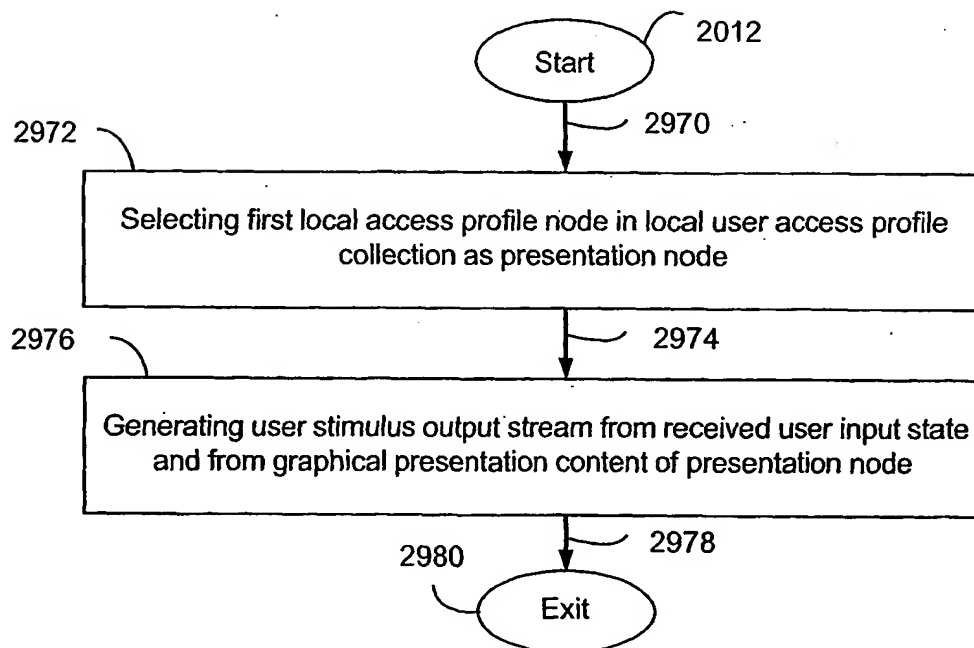 2012
Start
2970
2972
Selecting first local access profile node in local user access profile
collection as presentation node
2974
2976
Generating user stimulus output stream from received user input state
and from graphical presentation content of presentation node
2978
2980
Exit